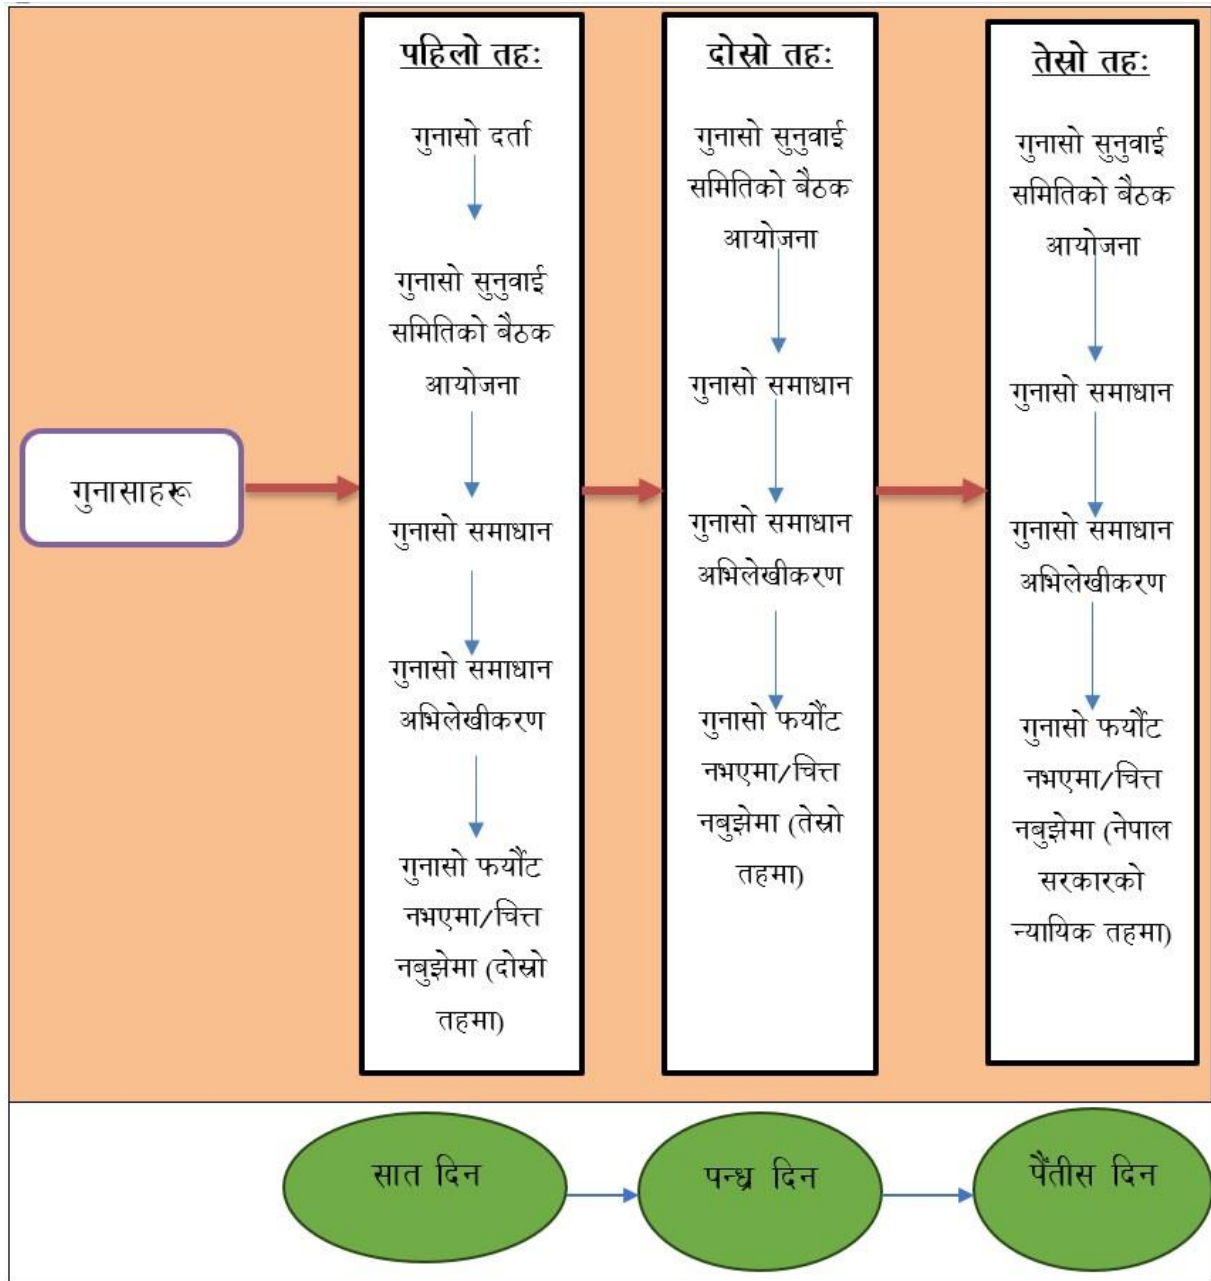 गुनासाहरू
पहिलो तहः
गुनासो दर्ता
गुनासो सुनुवाई
समितिको बैठक
आयोजना
गुनासो समाधान
गुनासो समाधान
अभिलेखीकरण
गुनासो फर्यौट
नभएमा/चित्त
नबुझेमा (दोस्रो
तहमा)
दोस्रो तहः
गुनासो सुनुवाई
समितिको बैठक
आयोजना
गुनासो समाधान
गुनासो समाधान
अभिलेखीकरण
गुनासो फर्यौट
नभएमा/चित्त
नबुझेमा (तेस्रो
तहमा)
तेस्रो तहः
गुनासो सुनुवाई
समितिको बैठक
आयोजना
गुनासो समाधान
गुनासो समाधान
अभिलेखीकरण
गुनासो फर्यौट
नभएमा/चित्त
नबुझेमा (नेपाल
सरकारको
न्यायिक तहमा)
सात दिन
पन्ध्र दिन
पैंतीस दिन